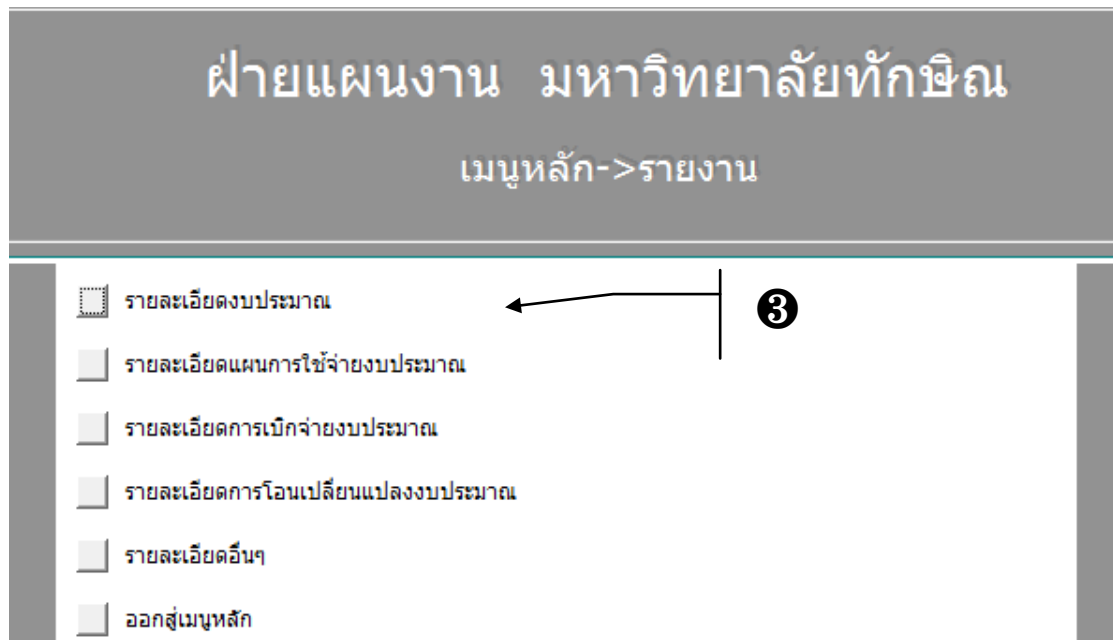 ฝ่ายแผนงาน มหาวิทยาลัยทักษิณ
เมนูหลัก->รายงาน
รายละเอียดงบประมาณ
❸
รายละเอียดแผนการใช้จ่ายงบประมาณ
รายละเอียดการเบิกจ่ายงบประมาณ
รายละเอียดการโอนเปลี่ยนแปลงงบประมาณ
รายละเอียดอื่นๆ
ออกสู่เมนูหลัก